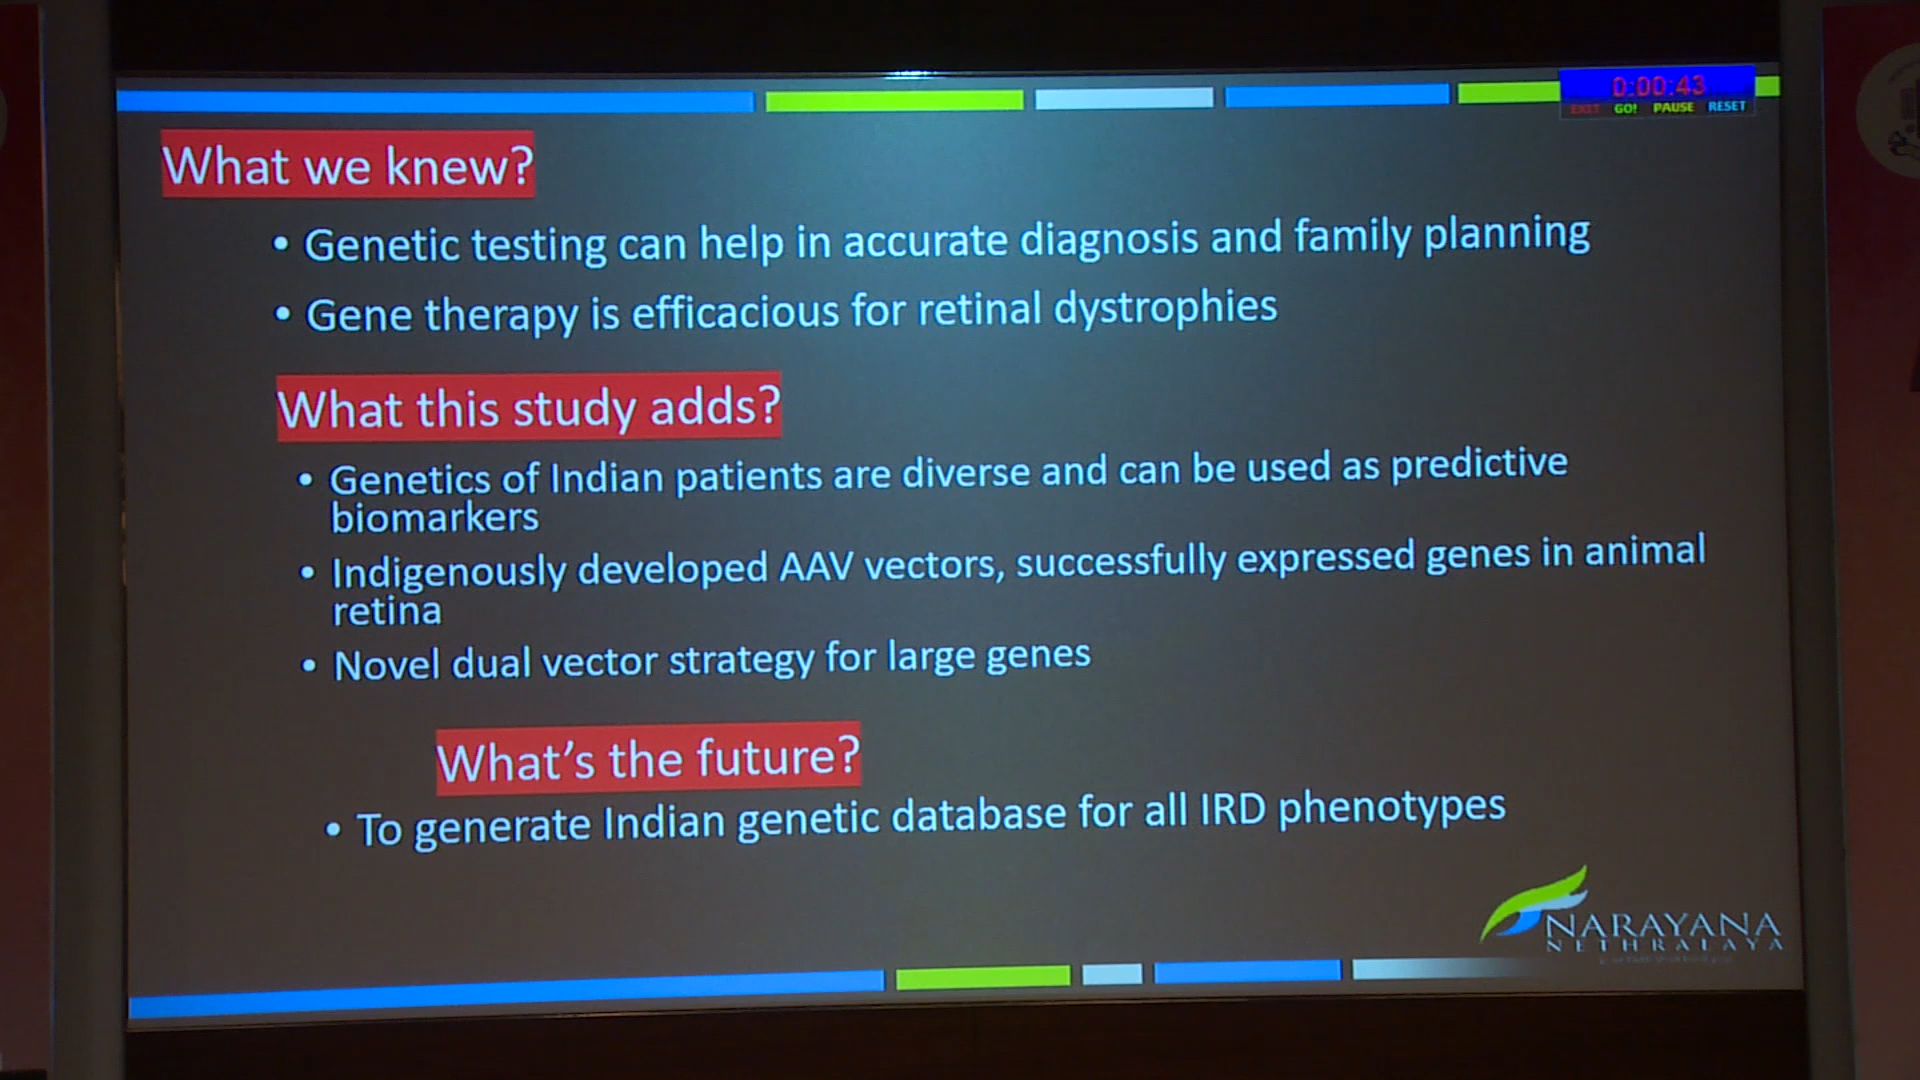 0:00:43
EXIT GO! PAUSE RESET
What we knew?
• Genetic testing can help in accurate diagnosis and family planning
• Gene therapy is efficacious for retinal dystrophies
What this study adds?
• Genetics of Indian patients are diverse and can be used as predictive
biomarkers
• Indigenously developed AAV vectors, successfully expressed genes in animal
retina
• Novel dual vector strategy for large genes
What's the future?
• To generate Indian genetic database for all IRD phenotypes
NARAYANA
NETHRALAYA